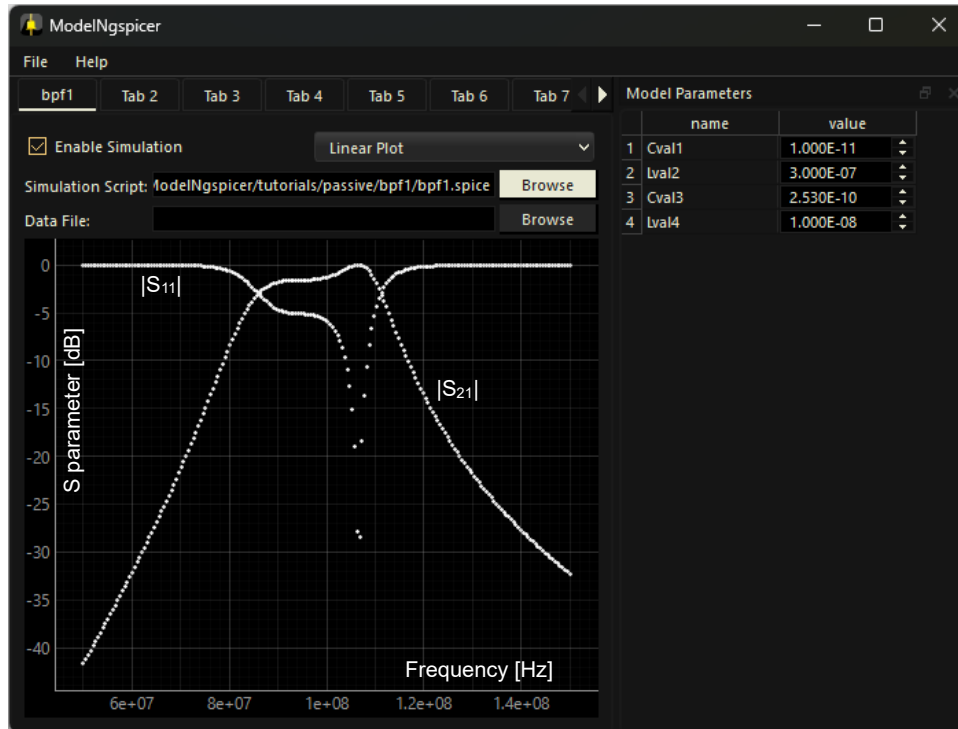 ModelNgspicer
File Help
bpf1 Tab 2 Tab 3 Tab 4 Tab 5 Tab 6 Tab 7
Enable Simulation Linear Plot
Simulation Script: ModelNgspicer/tutorials/passive/bpf1/bpf1.spice Browse
Data File: Browse
0
-5
-10
-15
-20
-25
-30
-35
-40
S parameter [dB]
|S₁₁|
|S₂₁|
Frequency [Hz]
6e+07 8e+07 1e+08 1.2e+08 1.4e+08
Model Parameters
name value
1 Cval1 1.000E-11
2 Lval2 3.000E-07
3 Cval3 2.530E-10
4 Lval4 1.000E-08